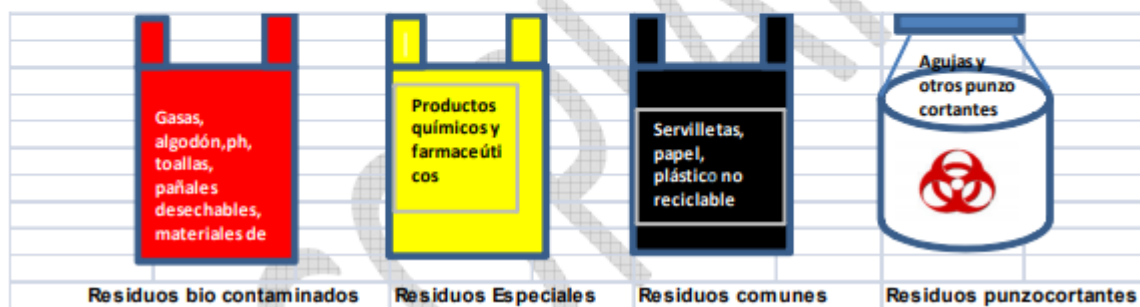 Gasas,
algodón,ph,
toallas,
pañales
desechables,
materiales de
Productos
químicos y
farmaceúti
cos
Servilletas,
papel,
plástico no
reciclable
Agujas y
otros punzo
cortantes
Residuos bio contaminados
Residuos Especiales
Residuos comunes
Residuos punzocortantes